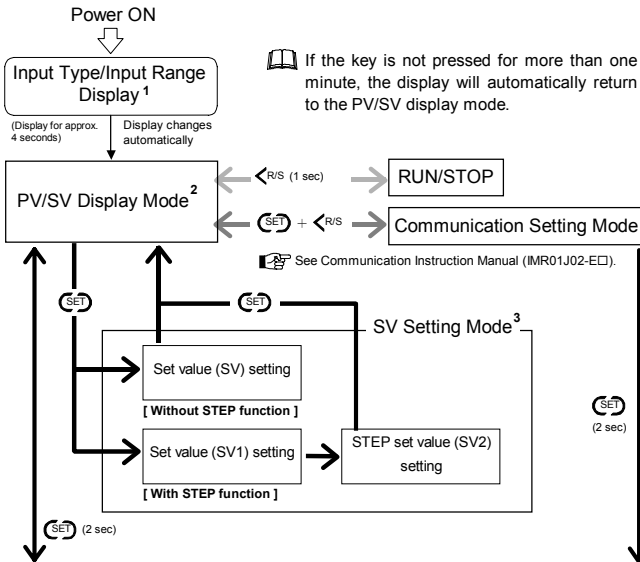 Power ON
Input Type/Input Range
Display 1
(Display for approx.
4 seconds)
Display changes
automatically
If the key is not pressed for more than one
minute, the display will automatically return
to the PV/SV display mode.
PV/SV Display Mode2
<R/S (1 sec)
RUN/STOP
SET + <R/S
Communication Setting Mode
See Communication Instruction Manual (IMR01J02-E□).
SET
SET
SV Setting Mode3
Set value (SV) setting
[ Without STEP function ]
Set value (SV1) setting
[ With STEP function ]
STEP set value (SV2)
setting
SET
(2 sec)
SET (2 sec)